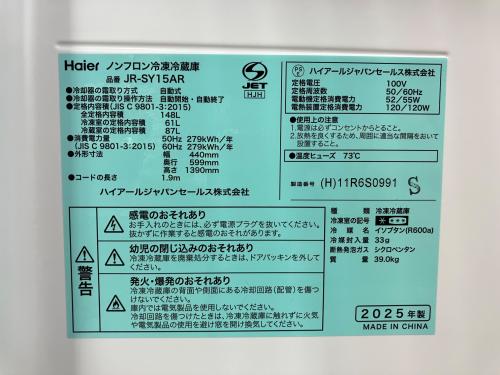 Haier ノンフロン冷凍冷蔵庫
品番 JR-SY15AR
●冷却器の霜取り方式 自動式
●冷却器の霜取り操作方法 自動開始・自動終了
●定格内容積(JIS C 9801-3:2015)
全定格内容積 148L
冷凍室の容積 61L
冷蔵室の容積 87L
●消費電力量 50Hz 279kWh/年
(JIS C 9801-3:2015) 60Hz 279kWh/年
●外形寸法 幅 440mm
奥行 599mm
高さ 1390mm
●コードの長さ 1.9m
ハイアールジャパンセールス株式会社
S
JET
HJH
PS
E
ハイアールジャパンセールス株式会社
定格電圧 100V
定格周波数 50/60Hz
電動機定格消費電力 52/55W
電熱装置定格消費電力 120/120W
●使用上の注意
1.電源は必ずコンセントからとること。
2.放熱を良くするため、周囲に適当な間隔をおいて
設置すること。
●温度ヒューズ 73℃
製造番号 (H)11R6S0991 S
警告
感電のおそれあり
お手入れのときには、必ず電源プラグを抜いてください。
抜かずに作業すると感電することがあります。
幼児の閉じ込めのおそれあり
冷凍冷蔵庫を廃棄処分するときは、ドアパッキンを外して
ください。
発火・爆発のおそれあり
冷凍冷蔵庫の背面や側面にある冷却回路(配管)を傷つ
けないでください。
庫内では電気製品を使用しないでください。
冷却回路を傷つけたときは、冷凍冷蔵庫に触れずに火気
や電気製品の使用を避け窓を開け換気してください。
種類 冷凍冷蔵庫
冷凍室の記号
冷媒 イソブタン(R600a)
冷媒封入量 33g
断熱発泡ガス シクロペンタン
質量 39.0kg
2025年製
MADE IN CHINA